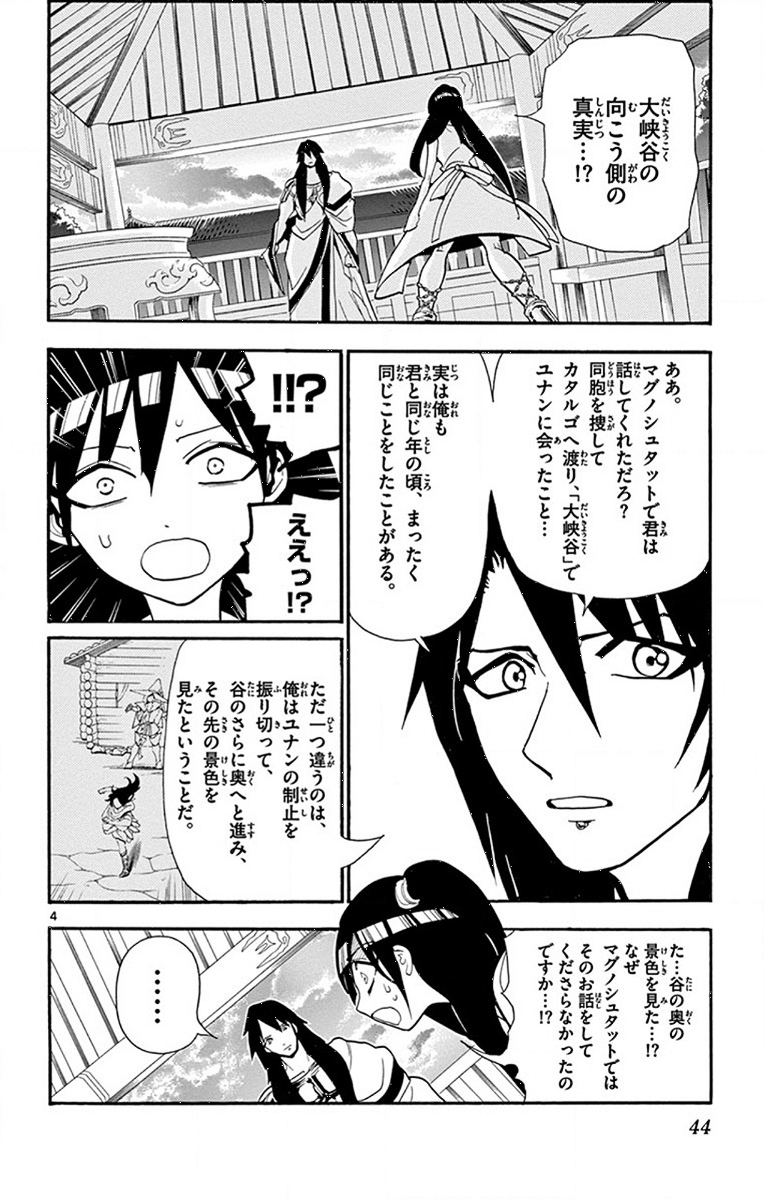 大峡谷の
向こう側の
真実…!?
ああ。
マグノシュタットで君は
話してくれただろ?
同胞を捜して
カタルゴへ渡り、「大峡谷」で
ユナンに会ったこと…
実は俺も
君と同じ年の頃、まったく
同じことをしたことがある。
!!?
ええっ!?
ただ一つ違うのは、
俺はユナンの制止を
振り切って、
谷のさらに奥へと進み、
その先の景色を
見たということだ。
た…谷の奥の
景色を見た…!?
なぜ
マグノシュタットでは
そのお話をして
くださらなかったの
ですか…!?
……
4
44